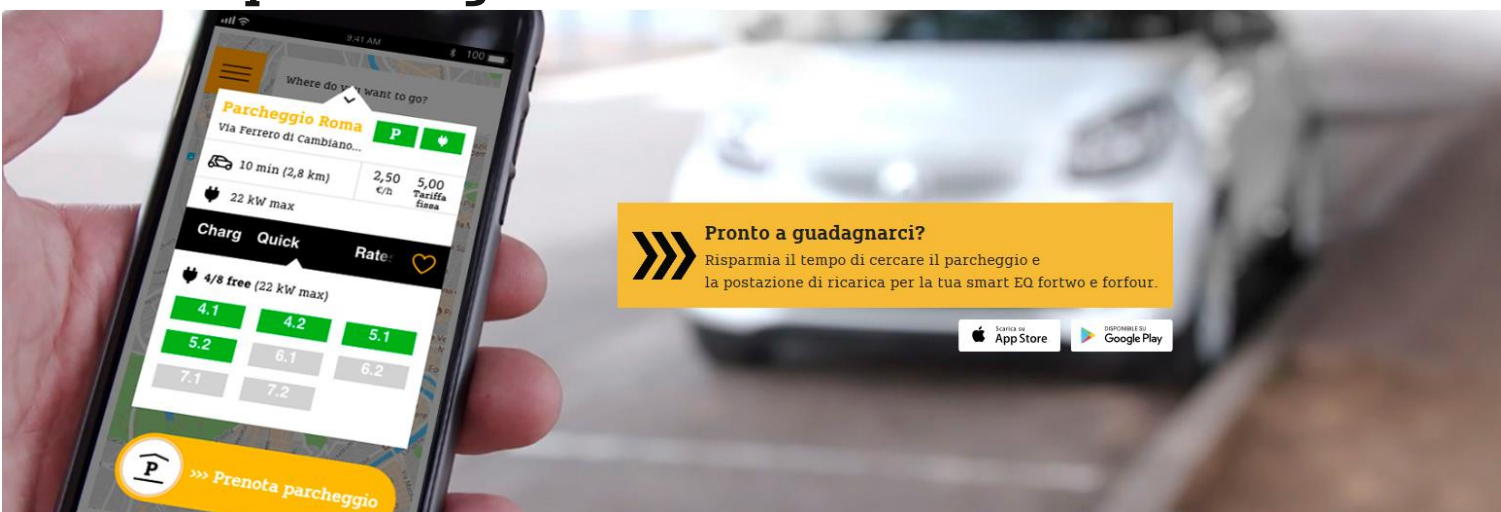 9:41 AM
100
Where do you want to go?
Parcheggio Roma
P
Via Ferrero di Cambiano...
10 min (2,8 km)
2,50
€/h
5,00
Tariffa
fissa
22 kW max
Charg Quick Rate
4/8 free (22 kW max)
4.1 4.2 5.1
5.2 6.1 6.2
7.1 7.2
P
>>> Prenota parcheggio
Pronto a guadagnarci?
Risparmia il tempo di cercare il parcheggio e
la postazione di ricarica per la tua smart EQ fortwo e forfour.
Scarica su
App Store
DISPONIBILE SU
Google Play